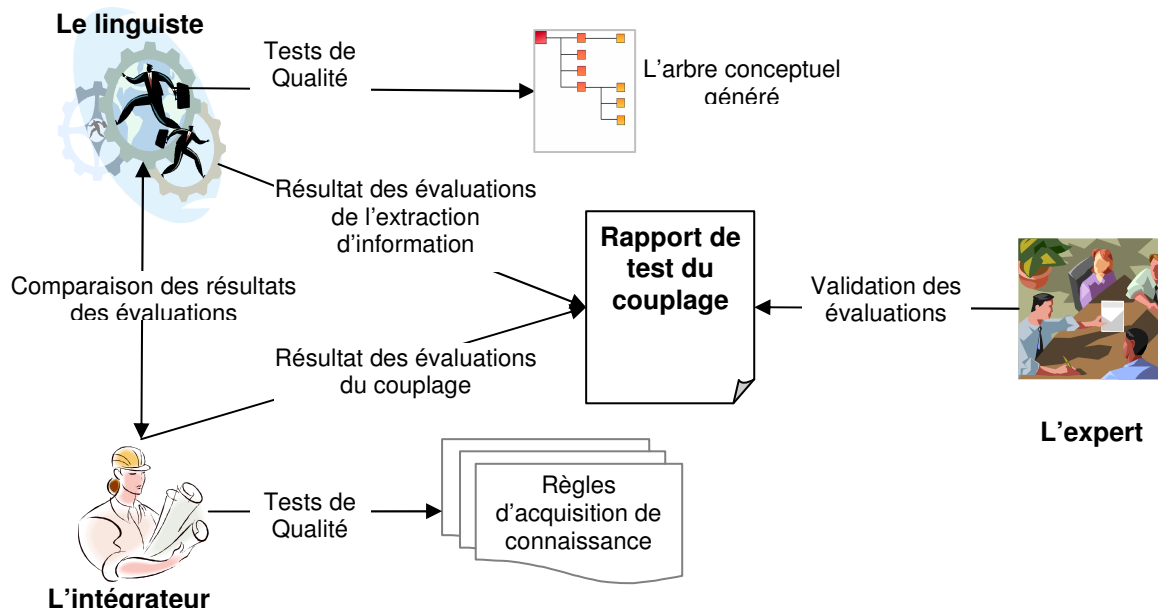 Le linguiste
Tests de
Qualité
L'arbre conceptuel
généré
Résultat des évaluations
de l'extraction
d'information
Rapport de
test du
couplage
Comparaison des résultats
des évaluations
Validation des
évaluations
Résultat des évaluations
du couplage
L'expert
Tests de
Qualité
Règles
d'acquisition de
connaissance
L'intégrateur